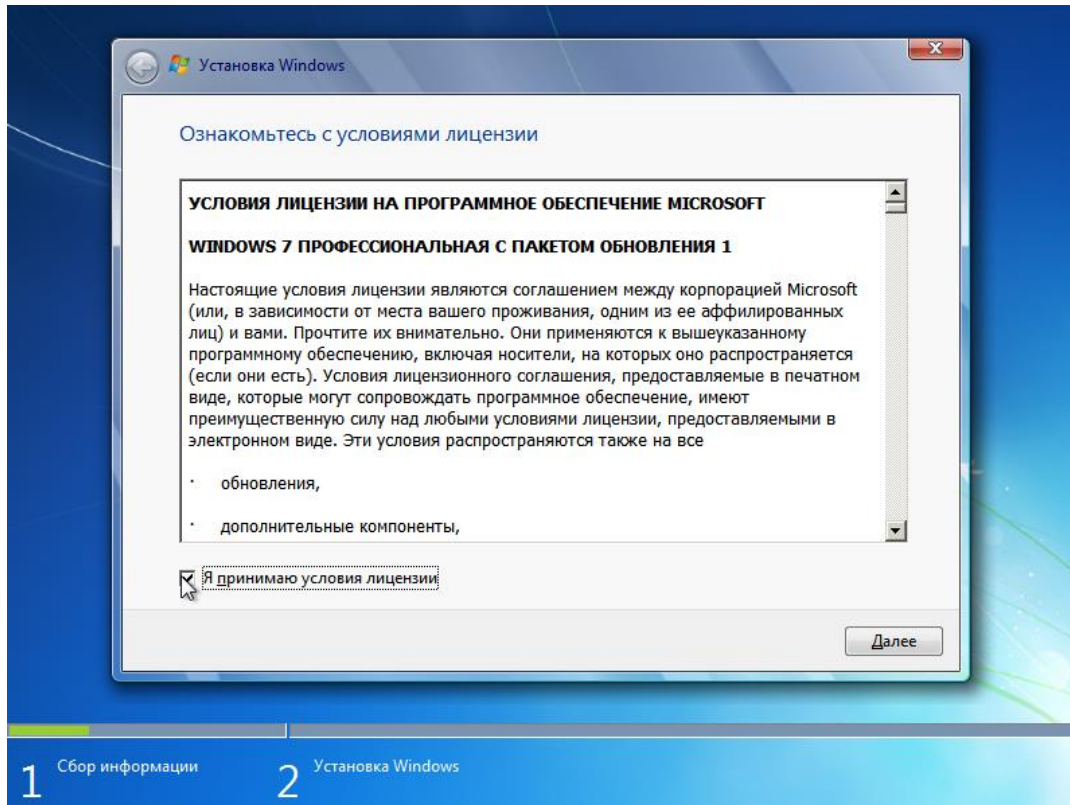 Установка Windows
Ознакомьтесь с условиями лицензии
УСЛОВИЯ ЛИЦЕНЗИИ НА ПРОГРАММНОЕ ОБЕСПЕЧЕНИЕ MICROSOFT
WINDOWS 7 ПРОФЕССИОНАЛЬНАЯ С ПАКЕТОМ ОБНОВЛЕНИЯ 1
Настоящие условия лицензии являются соглашением между корпорацией Microsoft
(или, в зависимости от места вашего проживания, одним из ее аффилированных
лиц) и вами. Прочтите их внимательно. Они применяются к вышеуказанному
программному обеспечению, включая носители, на которых оно распространяется
(если они есть). Условия лицензионного соглашения, предоставляемые в печатном
виде, которые могут сопровождать программное обеспечение, имеют
преимущественную силу над любыми условиями лицензии, предоставляемыми в
электронном виде. Эти условия распространяются также на все
· обновления,
· дополнительные компоненты,
Я принимаю условия лицензии
Далее
1 Сбор информации
2 Установка Windows